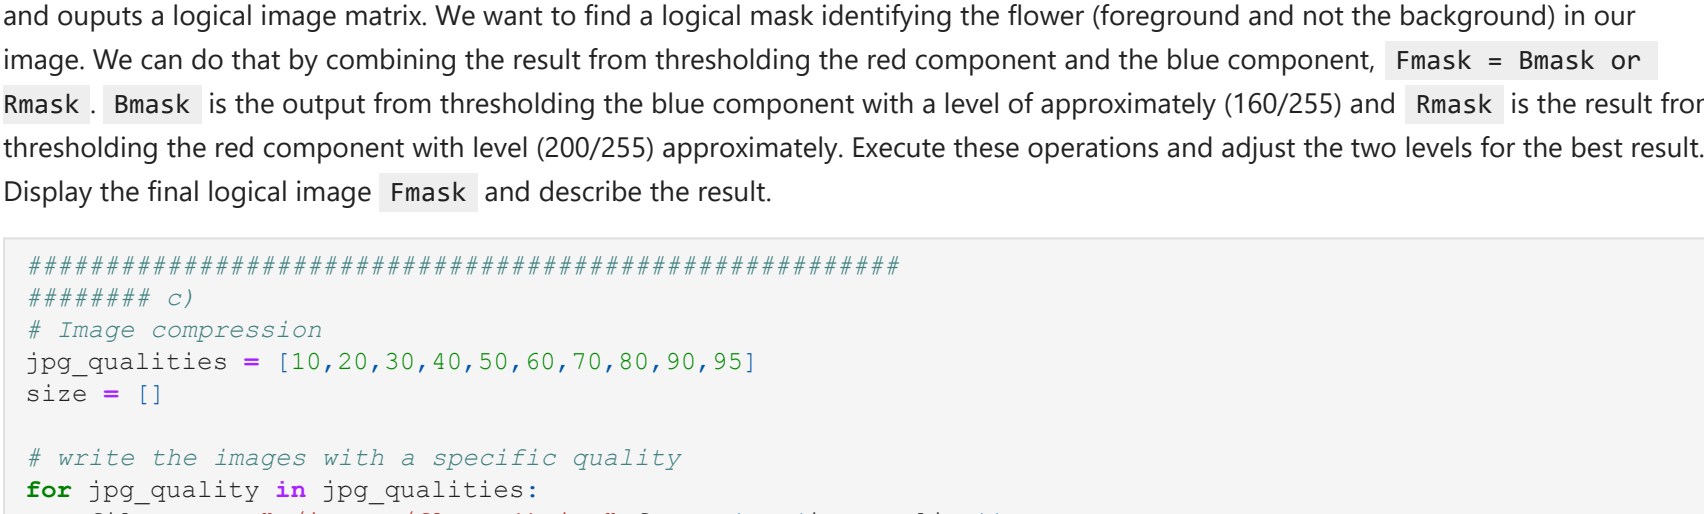 and ouputs a logical image matrix. We want to find a logical mask identifying the flower (foreground and not the background) in our
image. We can do that by combining the result from thresholding the red component and the blue component, Fmask = Bmask or
Rmask . Bmask is the output from thresholding the blue component with a level of approximately (160/255) and Rmask is the result from
thresholding the red component with level (200/255) approximately. Execute these operations and adjust the two levels for the best result.
Display the final logical image Fmask and describe the result.
########################################################
######## c)
# Image compression
jpg_qualities = [10,20,30,40,50,60,70,80,90,95]
size = []
# write the images with a specific quality
for jpg_quality in jpg_qualities: